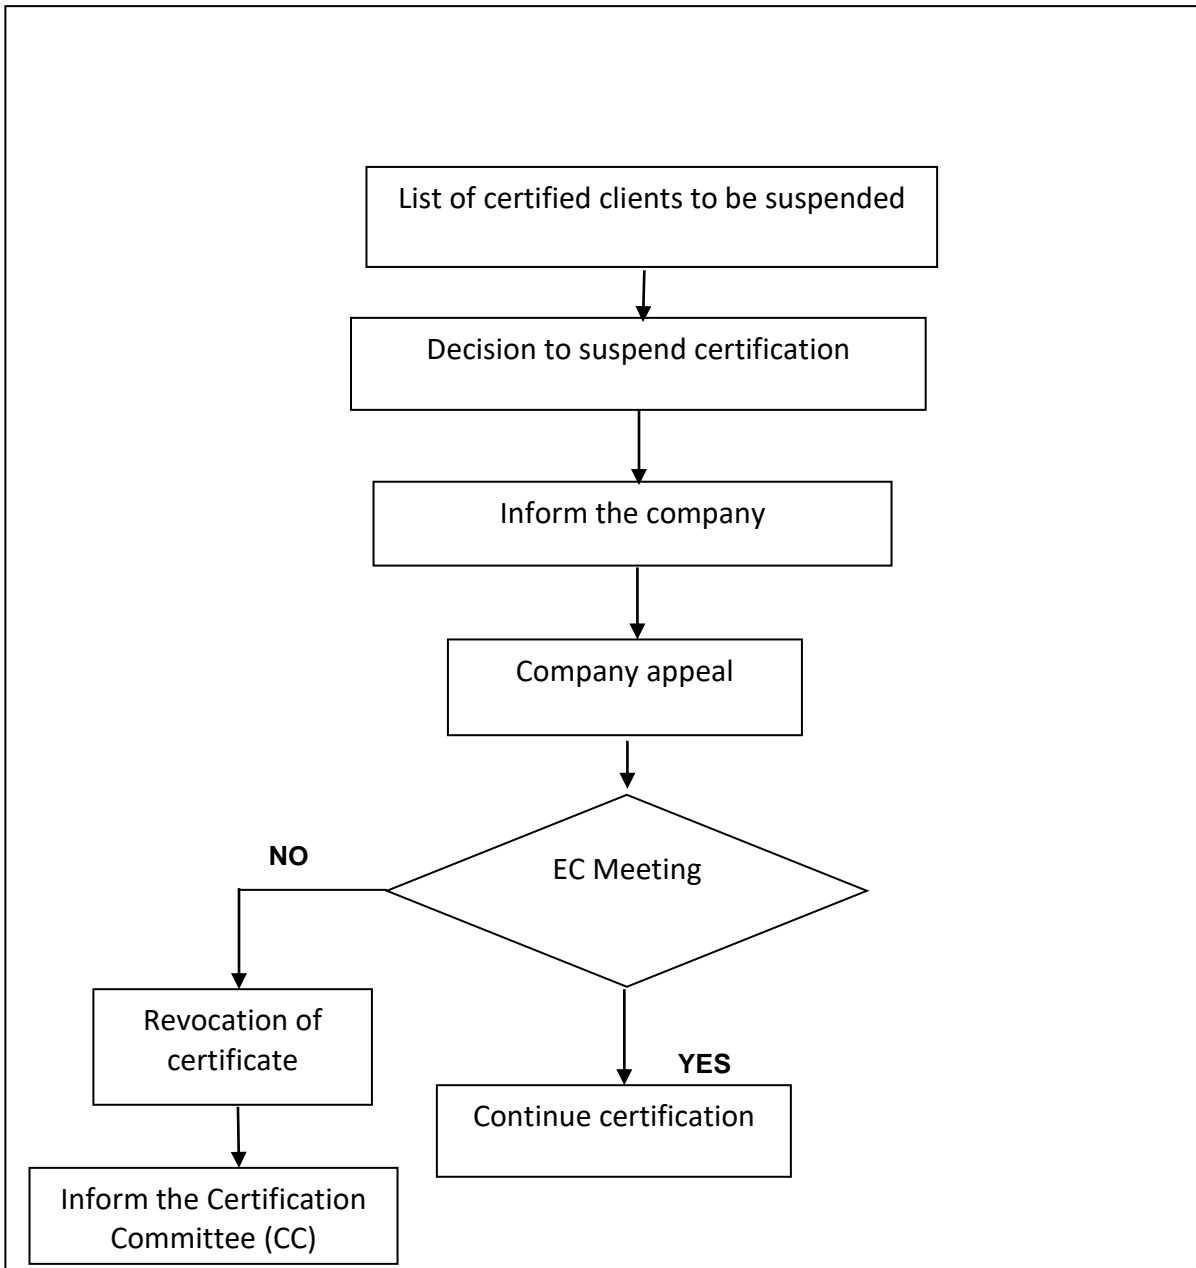 List of certified clients to be suspended
Decision to suspend certification
Inform the company
Company appeal
EC Meeting
NO
Revocation of
certificate
YES
Continue certification
Inform the Certification
Committee (CC)